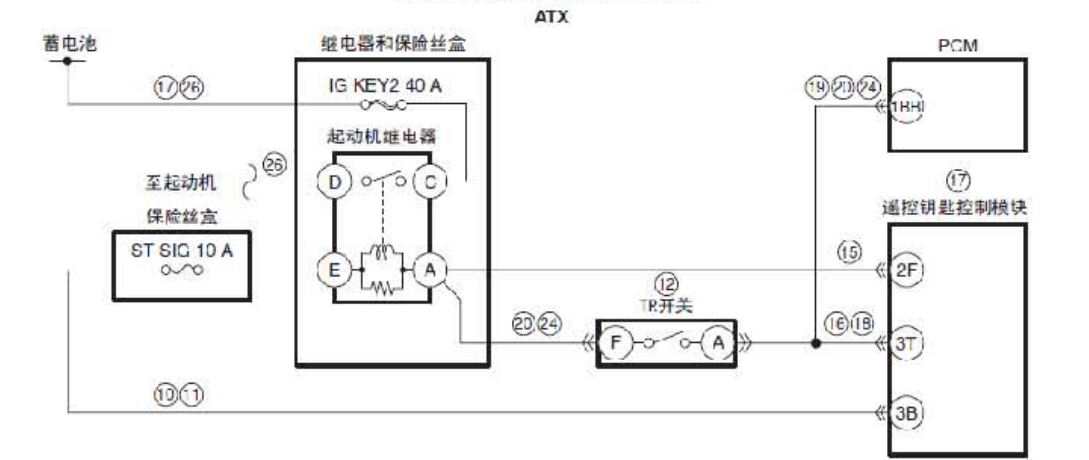 ATX
蓄电池
继电器和保险丝盒
PCM
⑰㉖
IG KEY2 40 A
⑲⑳㉔
1BB
起动机继电器
㉖
D
C
至起动机
⑰
保险丝盒
遥控钥匙控制模块
ST SIG 10 A
E
A
⑮
2F
⑫
TR开关
⑳㉔
⑯⑱
F
A
3T
⑩⑪
3B